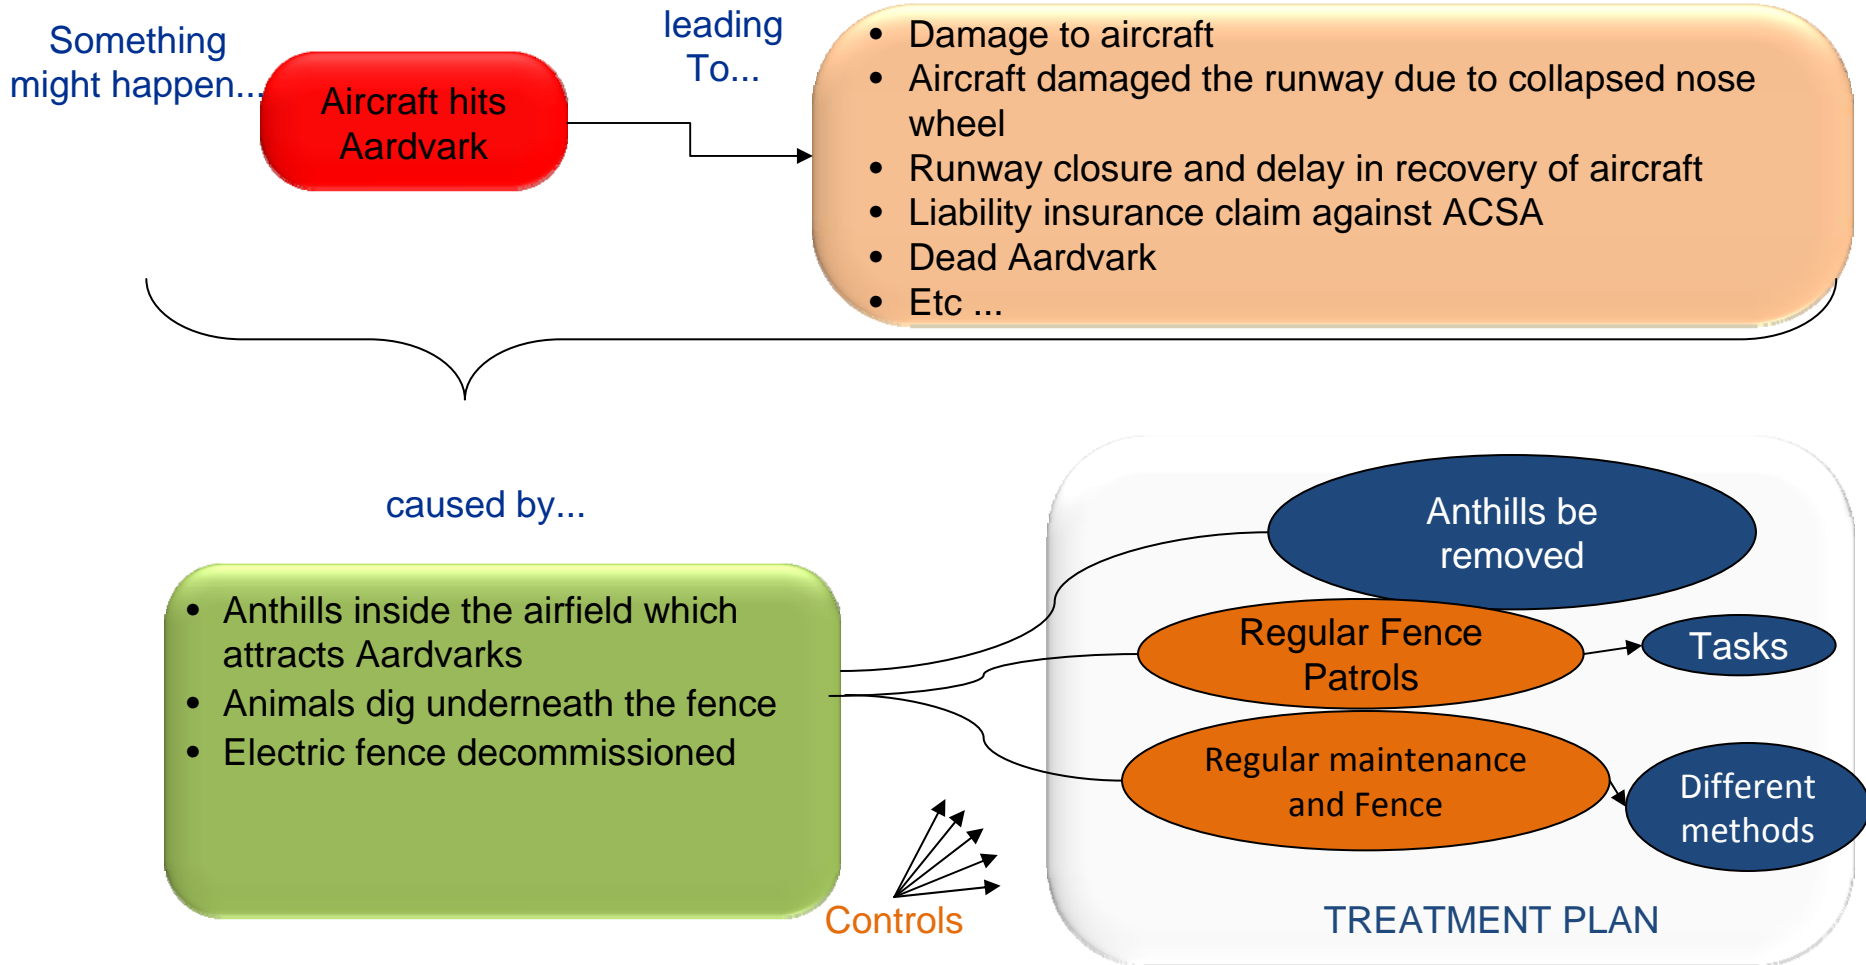 Something
might happen...
Aircraft hits
Aardvark
leading
To...
• Damage to aircraft
• Aircraft damaged the runway due to collapsed nose
wheel
• Runway closure and delay in recovery of aircraft
• Liability insurance claim against ACSA
• Dead Aardvark
• Etc ...
caused by...
• Anthills inside the airfield which
attracts Aardvarks
• Animals dig underneath the fence
• Electric fence decommissioned
Controls
Anthills be
removed
Regular Fence
Patrols
Tasks
Regular maintenance
and Fence
Different
methods
TREATMENT PLAN